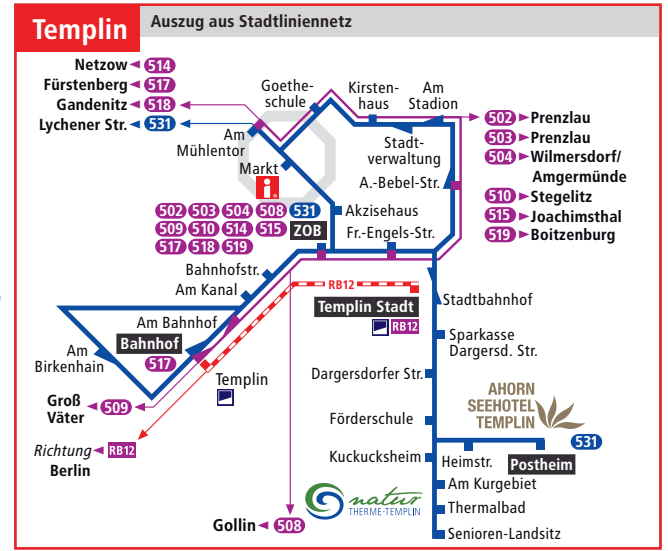 Templin
Auszug aus Stadtliniennetz
Netzow 514
Fürstenberg 517
Gandenitz 518
Lychener Str. 531
Goethe-
schule
Kirsten-
haus
Am
Stadion
502 Prenzlau
503 Prenzlau
504 Wilmersdorf/
Amgermünde
510 Stegelitz
515 Joachimsthal
519 Boitzenburg
Am
Mühlentor
Markt
i
Stadt-
verwaltung
A.-Bebel-Str.
502 503 504 508 531
509 510 514 515 ZOB
517 518 519
Akzisehaus
Fr.-Engels-Str.
Bahnhofstr.
Am Kanal
RB12
Templin Stadt
RB12
Stadtbahnhof
Am Bahnhof
Bahnhof
517
Am
Birkenhain
Templin
Sparkasse
Dargersd. Str.
Dargersdorfer Str.
Groß
Väter
509
Richtung RB12
Berlin
Förderschule
AHORN
SEEHOTEL
TEMPLIN
531
Kuckucksheim
Heimstr.
Postheim
Am Kurgebiet
natur
THERME·TEMPLIN
Thermalbad
Gollin 508
Senioren-Landsitz